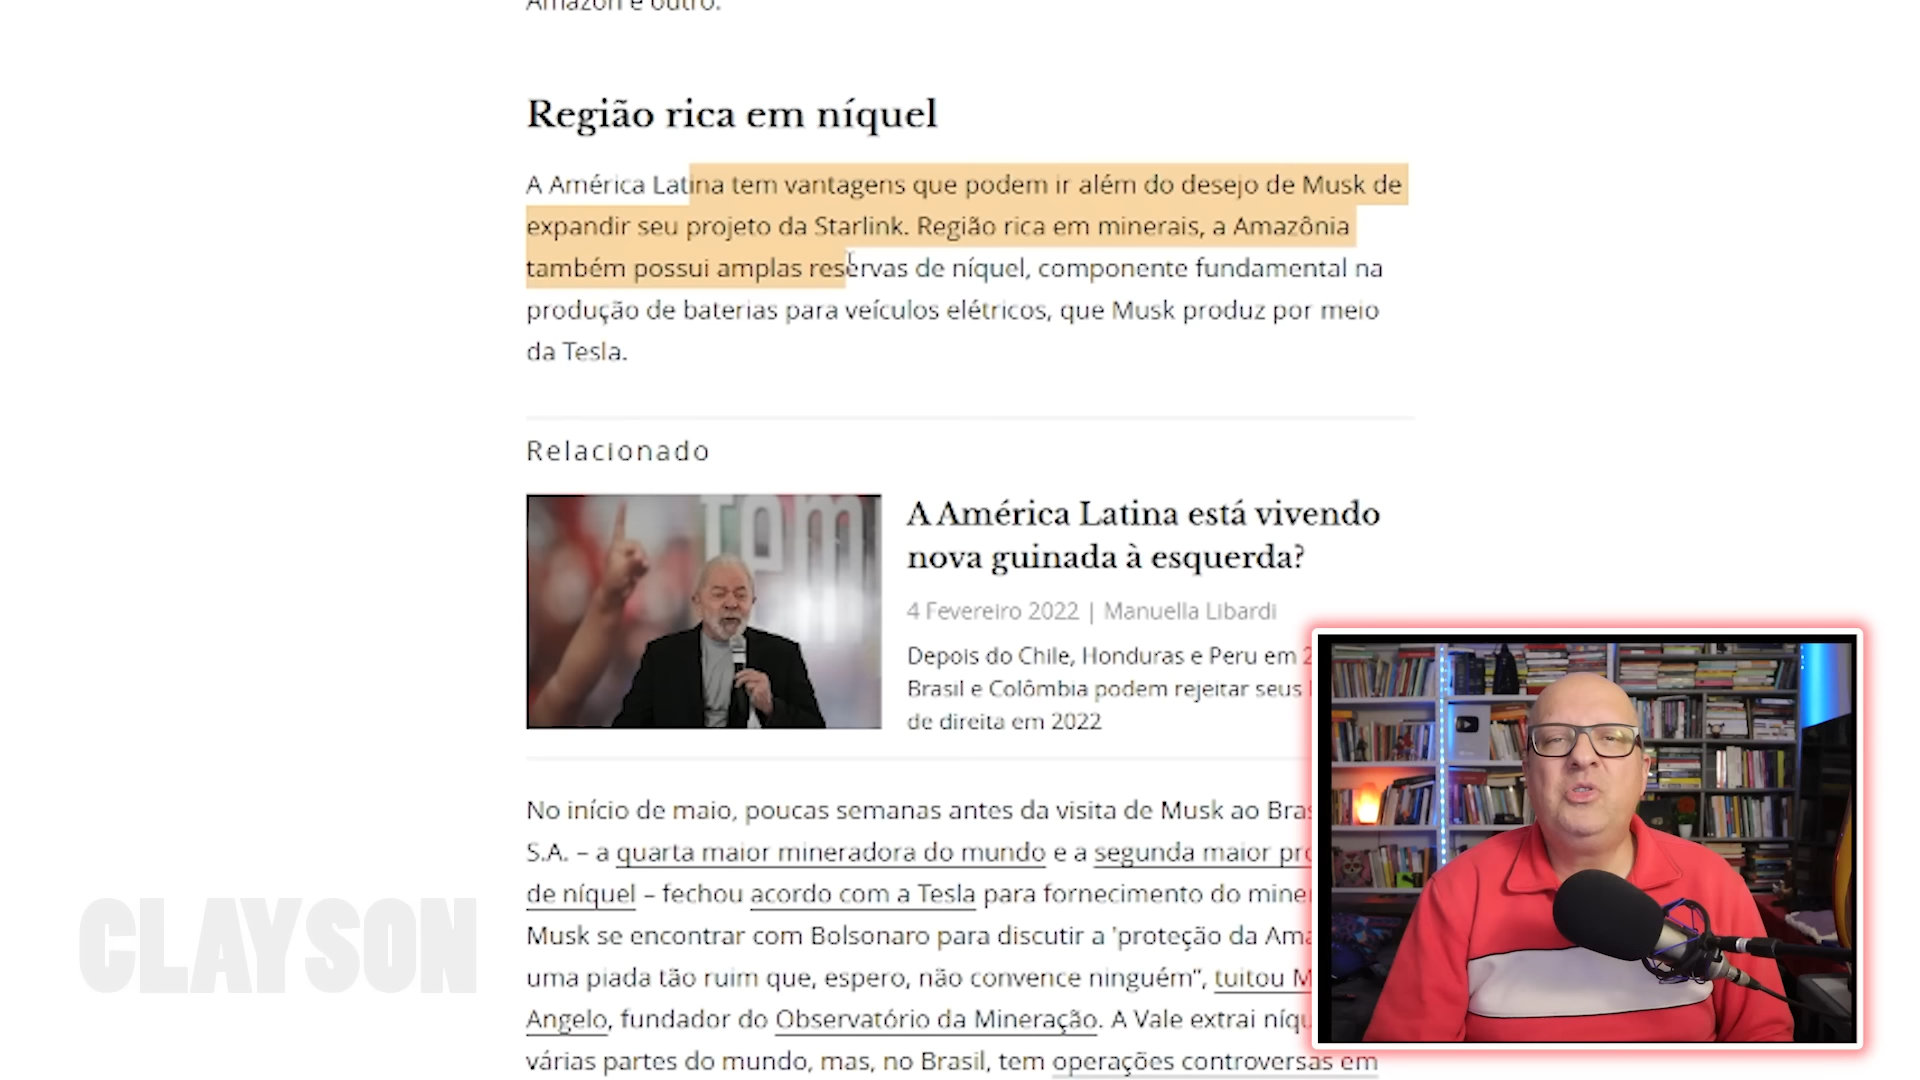 Amazon e outro.
Região rica em níquel
A América Latina tem vantagens que podem ir além do desejo de Musk de
expandir seu projeto da Starlink. Região rica em minerais, a Amazônia
também possui amplas reservas de níquel, componente fundamental na
produção de baterias para veículos elétricos, que Musk produz por meio
da Tesla.
Relacionado
A América Latina está vivendo
nova guinada à esquerda?
4 Fevereiro 2022 | Manuella Libardi
Depois do Chile, Honduras e Peru em 2
Brasil e Colômbia podem rejeitar seus
de direita em 2022
No início de maio, poucas semanas antes da visita de Musk ao Bras
S.A. – a quarta maior mineradora do mundo e a segunda maior pro
de níquel – fechou acordo com a Tesla para fornecimento do miner
Musk se encontrar com Bolsonaro para discutir a 'proteção da Ama
uma piada tão ruim que, espero, não convence ninguém", tuitou M
Angelo, fundador do Observatório da Mineração. A Vale extrai níqu
várias partes do mundo, mas, no Brasil, tem operações controversas em
CLAYSON